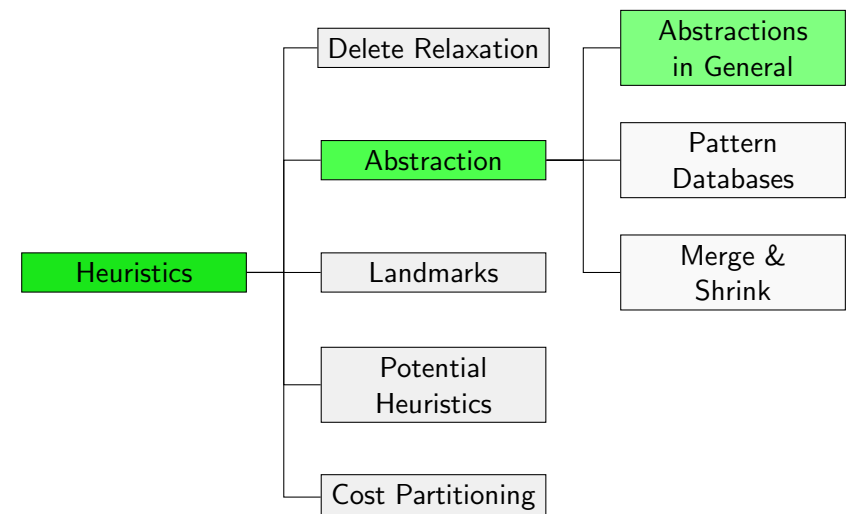 Heuristics
Delete Relaxation
Abstraction
Landmarks
Potential
Heuristics
Cost Partitioning
Abstractions
in General
Pattern
Databases
Merge &
Shrink